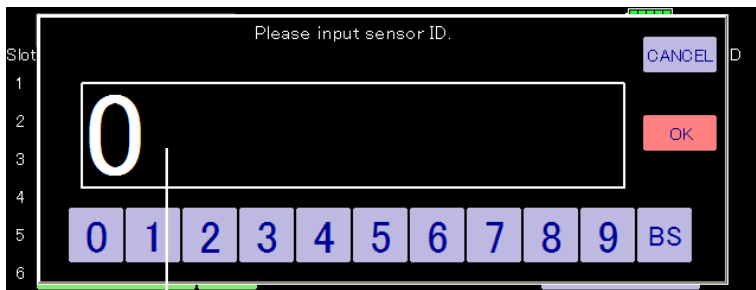 Please input sensor ID.
Slot
CANCEL
D
1
0
2
OK
3
4
5
0 1 2 3 4 5 6 7 8 9 BS
6